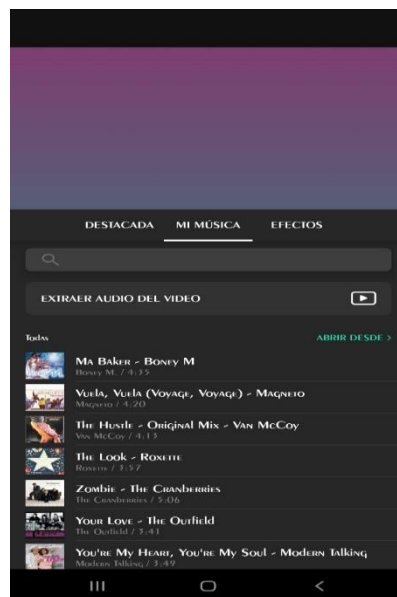 DESTACADA MI MÚSICA EFECTOS
EXTRAER AUDIO DEL VIDEO
Todas ABRIR DESDE >
Ma Baker - Boney M
Boney M. / 4:35
Vuela, Vuela (Voyage, Voyage) - Magneto
Magneto / 4:20
The Hustle - Original Mix - Van McCoy
Van McCoy / 4:13
The Look - Roxette
Roxette / 3:57
Zombie - The Cranberries
The Cranberries / 5:06
Your Love - The Outfield
The Outfield / 3:41
You're My Heart, You're My Soul - Modern Talking
Modern Talking / 3:49